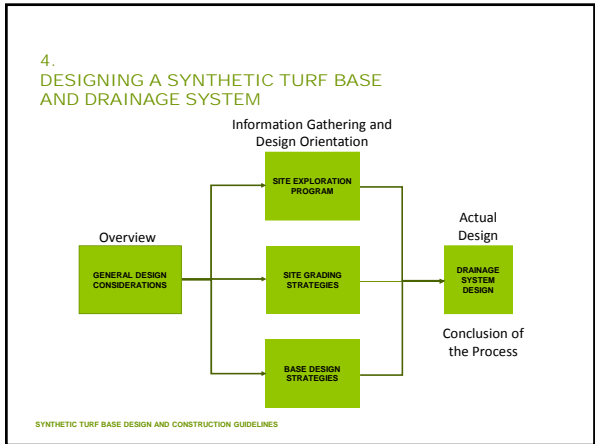 4.
DESIGNING A SYNTHETIC TURF BASE
AND DRAINAGE SYSTEM
Information Gathering and
Design Orientation
SITE EXPLORATION
PROGRAM
Overview
GENERAL DESIGN
CONSIDERATIONS
SITE GRADING
STRATEGIES
Actual
Design
DRAINAGE
SYSTEM
DESIGN
Conclusion of
the Process
BASE DESIGN
STRATEGIES
SYNTHETIC TURF BASE DESIGN AND CONSTRUCTION GUIDELINES